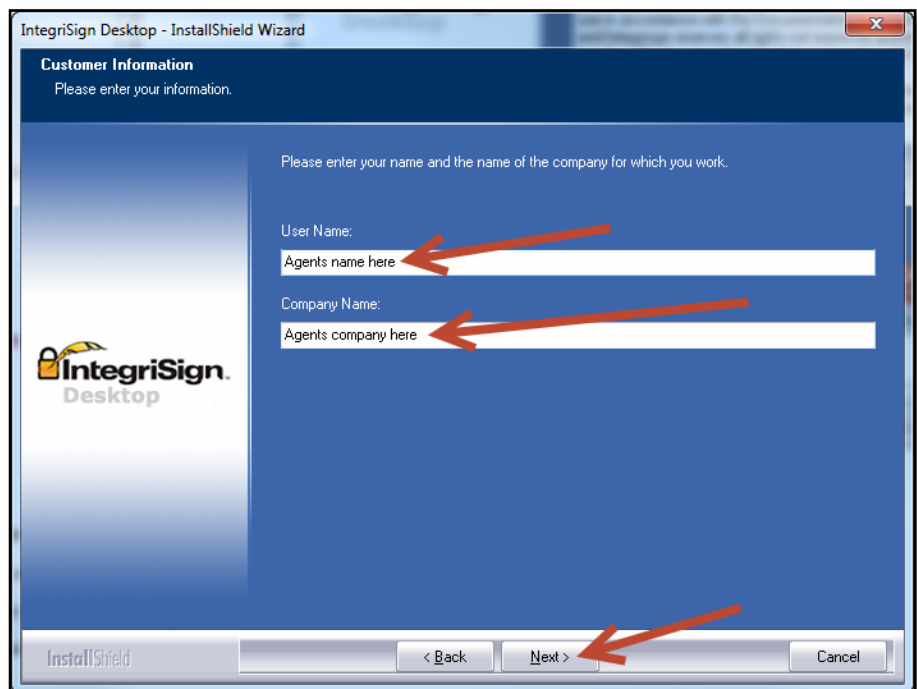 IntegriSign Desktop - InstallShield Wizard
Customer Information
Please enter your information.
Please enter your name and the name of the company for which you work.
User Name:
Agents name here
Company Name:
Agents company here
IntegriSign.
Desktop
InstallShield
< Back
Next >
Cancel